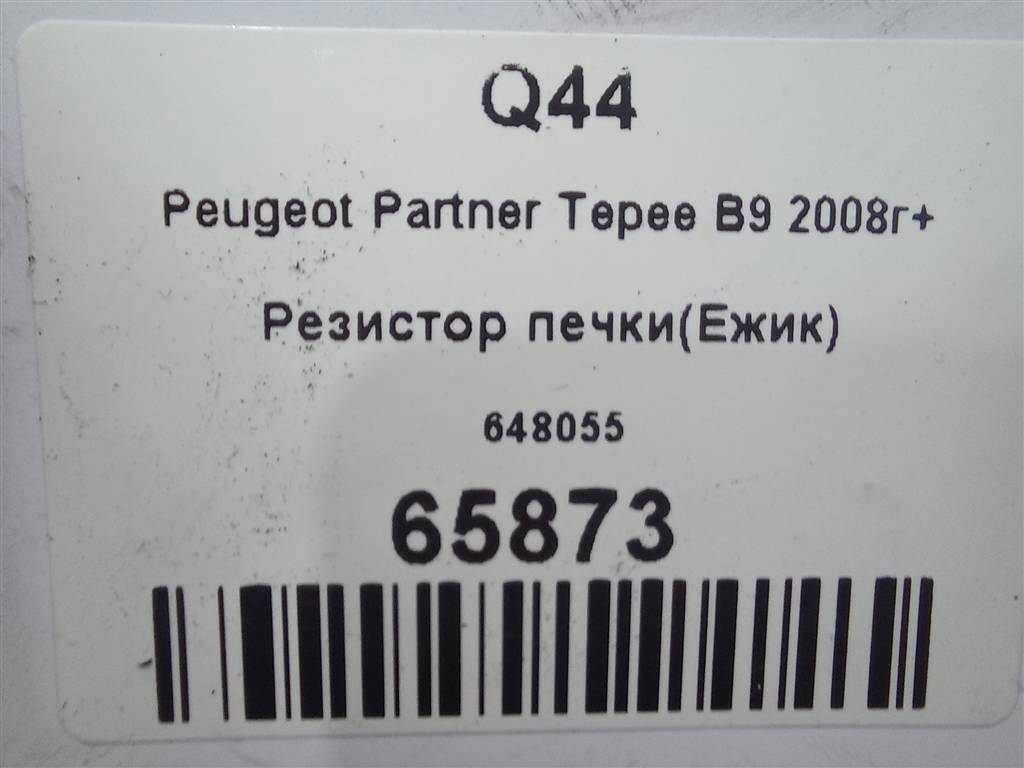 Q44
Peugeot Partner Tepee B9 2008г+
Резистор печки(Ежик)
648055
65873